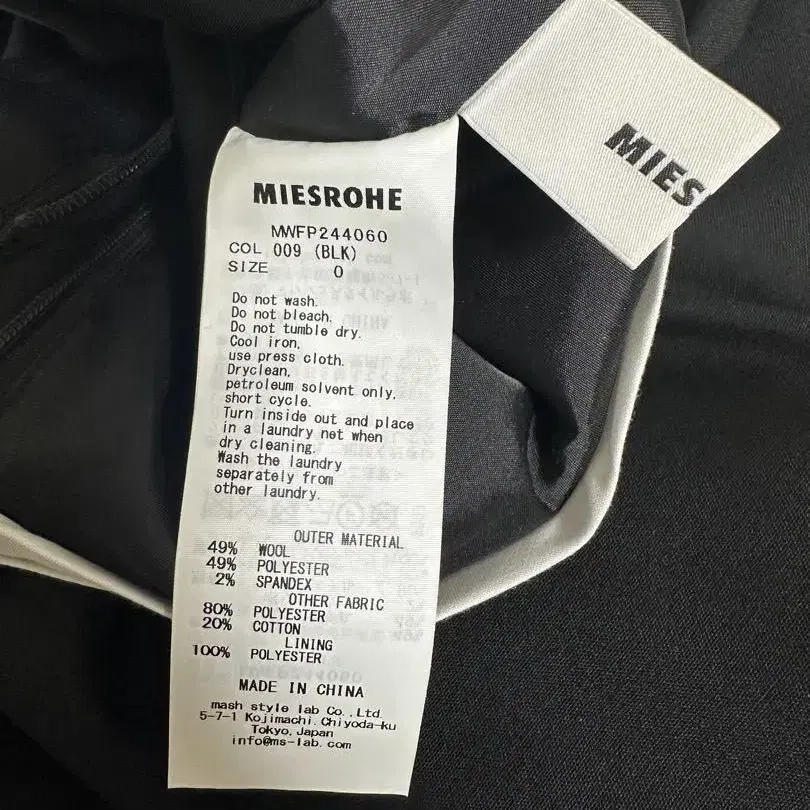 MIES
MIESROHE
MWFP244060
COL 009 (BLK)
SIZE 0
Do not wash.
Do not bleach.
Do not tumble dry.
Cool iron,
use press cloth.
Dryclean,
petroleum solvent only,
short cycle.
Turn inside out and place
in a laundry net when
dry cleaning.
Wash the laundry
separately from
other laundry.
OUTER MATERIAL
49% WOOL
49% POLYESTER
2% SPANDEX
OTHER FABRIC
80% POLYESTER
20% COTTON
LINING
100% POLYESTER
MADE IN CHINA
mash style lab Co.,Ltd.
5-7-1 Kojimachi.Chiyoda-ku
Tokyo,Japan
info@ms-lab.com